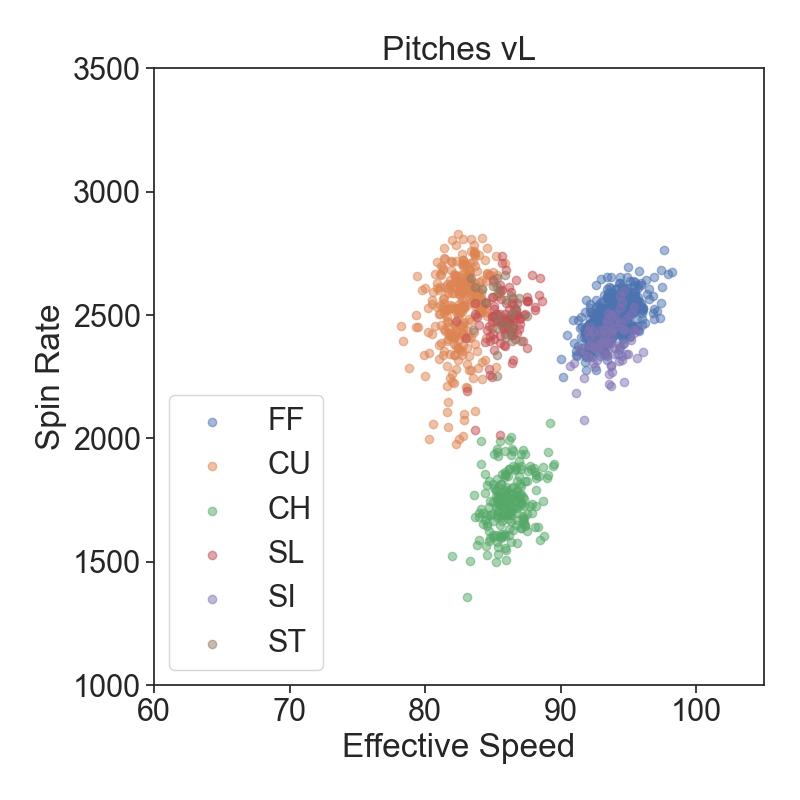 Pitches vL
3500
3000
2500
2000
1500
1000
Spin Rate
FF
CU
CH
SL
SI
ST
60 70 80 90 100
Effective Speed